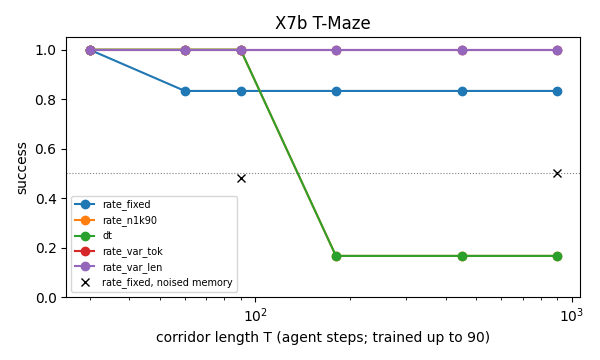 X7b T-Maze
success
1.0
0.8
0.6
0.4
0.2
0.0
rate_fixed
rate_n1k90
dt
rate_var_tok
rate_var_len
rate_fixed, noised memory
10²
10³
corridor length T (agent steps; trained up to 90)